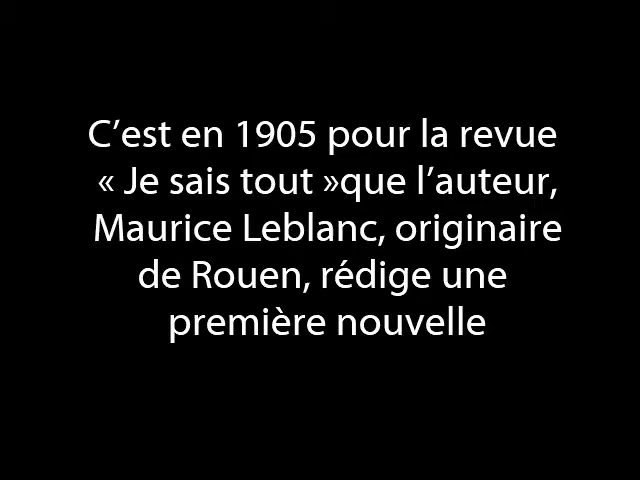 C’est en 1905 pour la revue
« Je sais tout »que l’auteur,
Maurice Leblanc, originaire
de Rouen, rédige une
première nouvelle